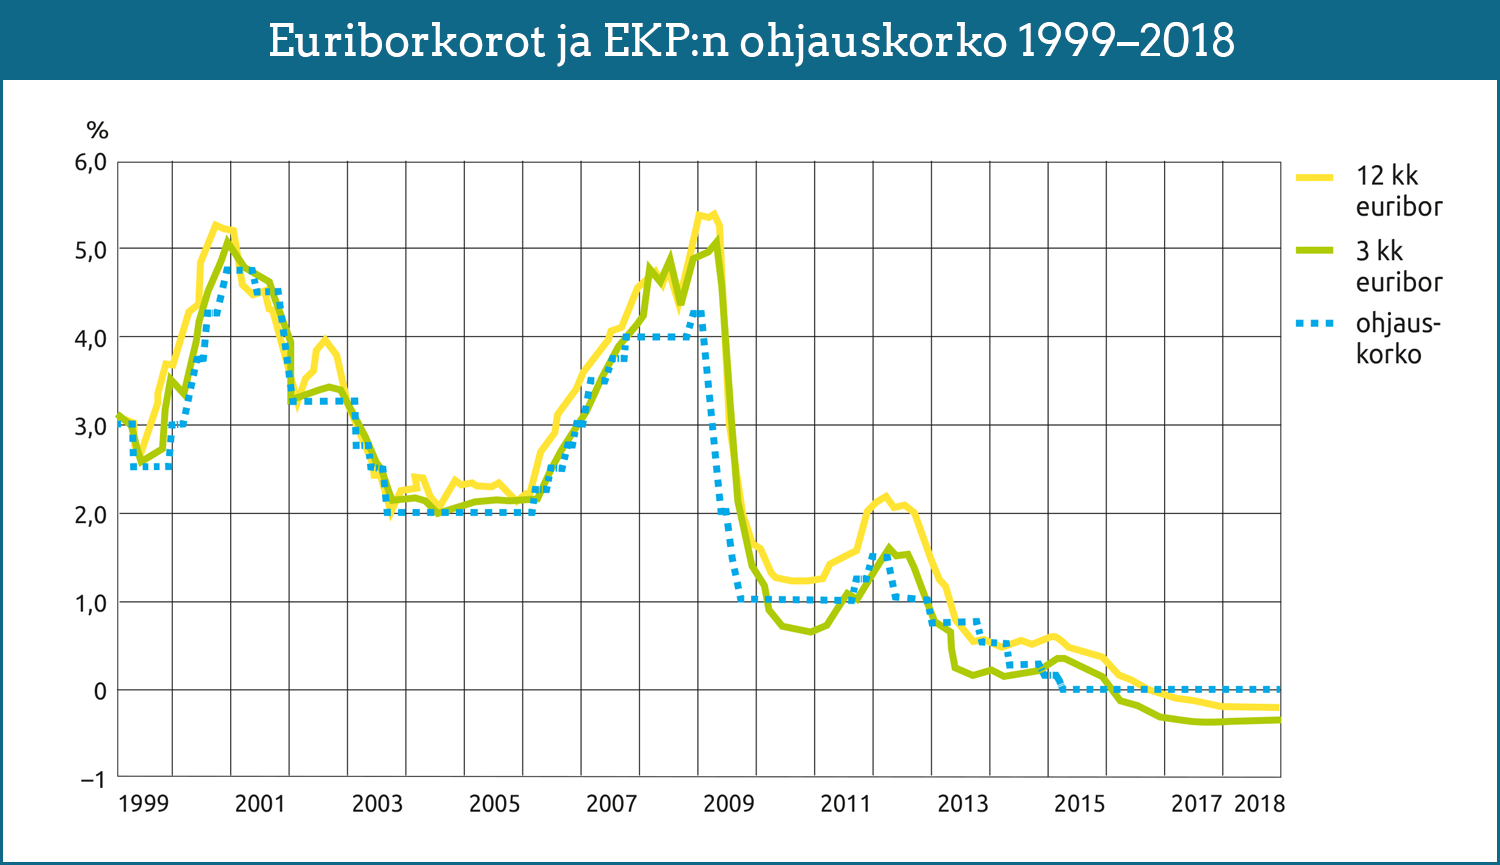 Euriborkorot ja EKP:n ohjauskorko 1999–2018
%
6,0
5,0
4,0
3,0
2,0
1,0
0
–1
1999 2001 2003 2005 2007 2009 2011 2013 2015 2017 2018
12 kk
euribor
3 kk
euribor
ohjaus-
korko